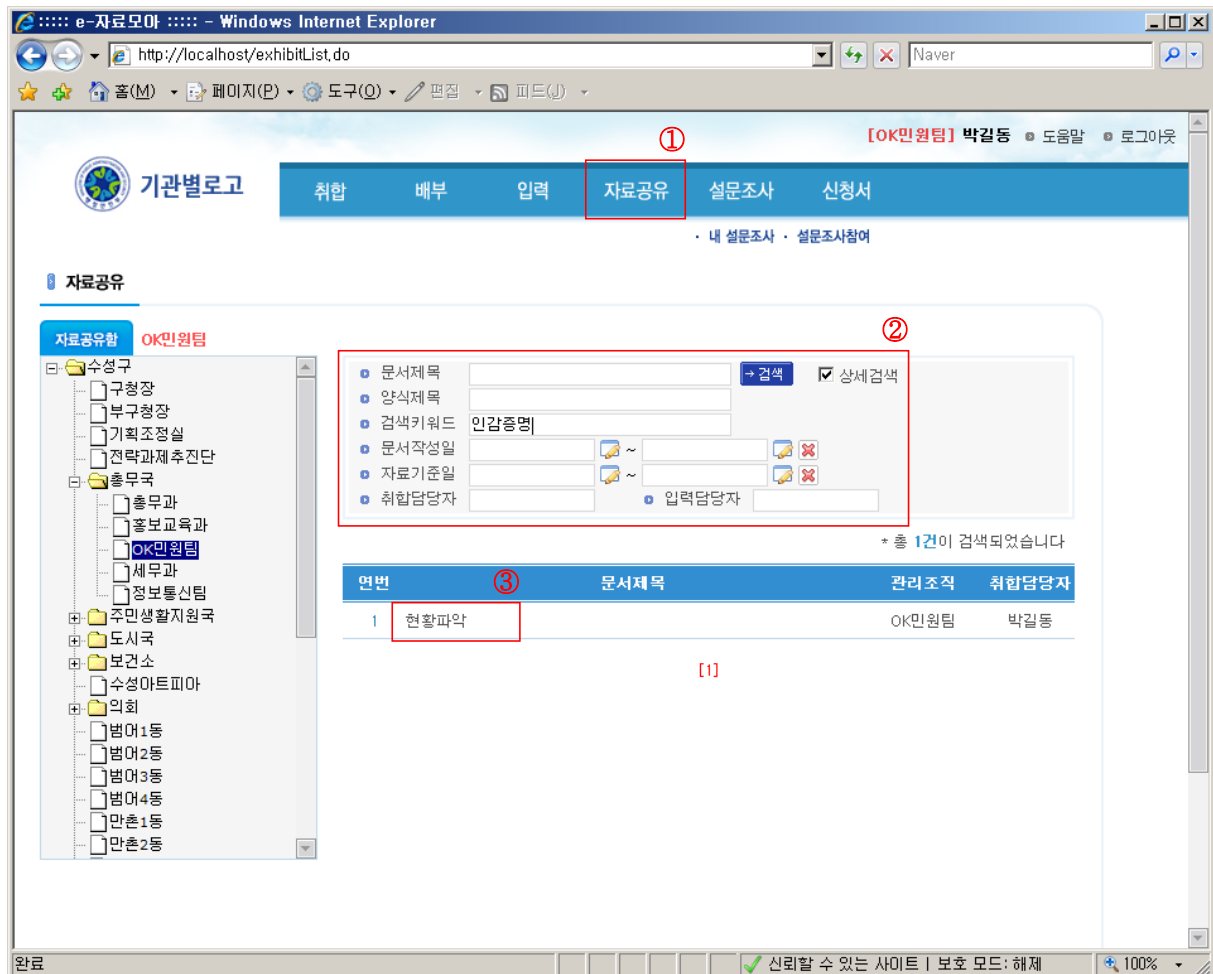 ::::: e-자료모아 ::::: - Windows Internet Explorer
http://localhost/exhibitList.do
Naver
홈(M) 페이지(P) 도구(O) 편집 피드(J)
[OK민원팀] 박길동 도움말 로그아웃
①
기관별로고
취합 배부 입력 자료공유 설문조사 신청서
· 내 설문조사 · 설문조사참여
자료공유
자료공유함 OK민원팀
수성구
구청장
부구청장
기획조정실
전략과제추진단
총무국
총무과
홍보교육과
OK민원팀
세무과
정보통신팀
주민생활지원국
도시국
보건소
수성아트피아
의회
범어1동
범어2동
범어3동
범어4동
만촌1동
만촌2동
②
문서제목 → 검색 상세검색
양식제목
검색키워드 인감증명
문서작성일 ~
자료기준일 ~
취합담당자 입력담당자
* 총 1건이 검색되었습니다
연번 ③ 문서제목 관리조직 취합담당자
1 현황파악 OK민원팀 박길동
[1]
완료 신뢰할 수 있는 사이트 | 보호 모드: 해제 100%